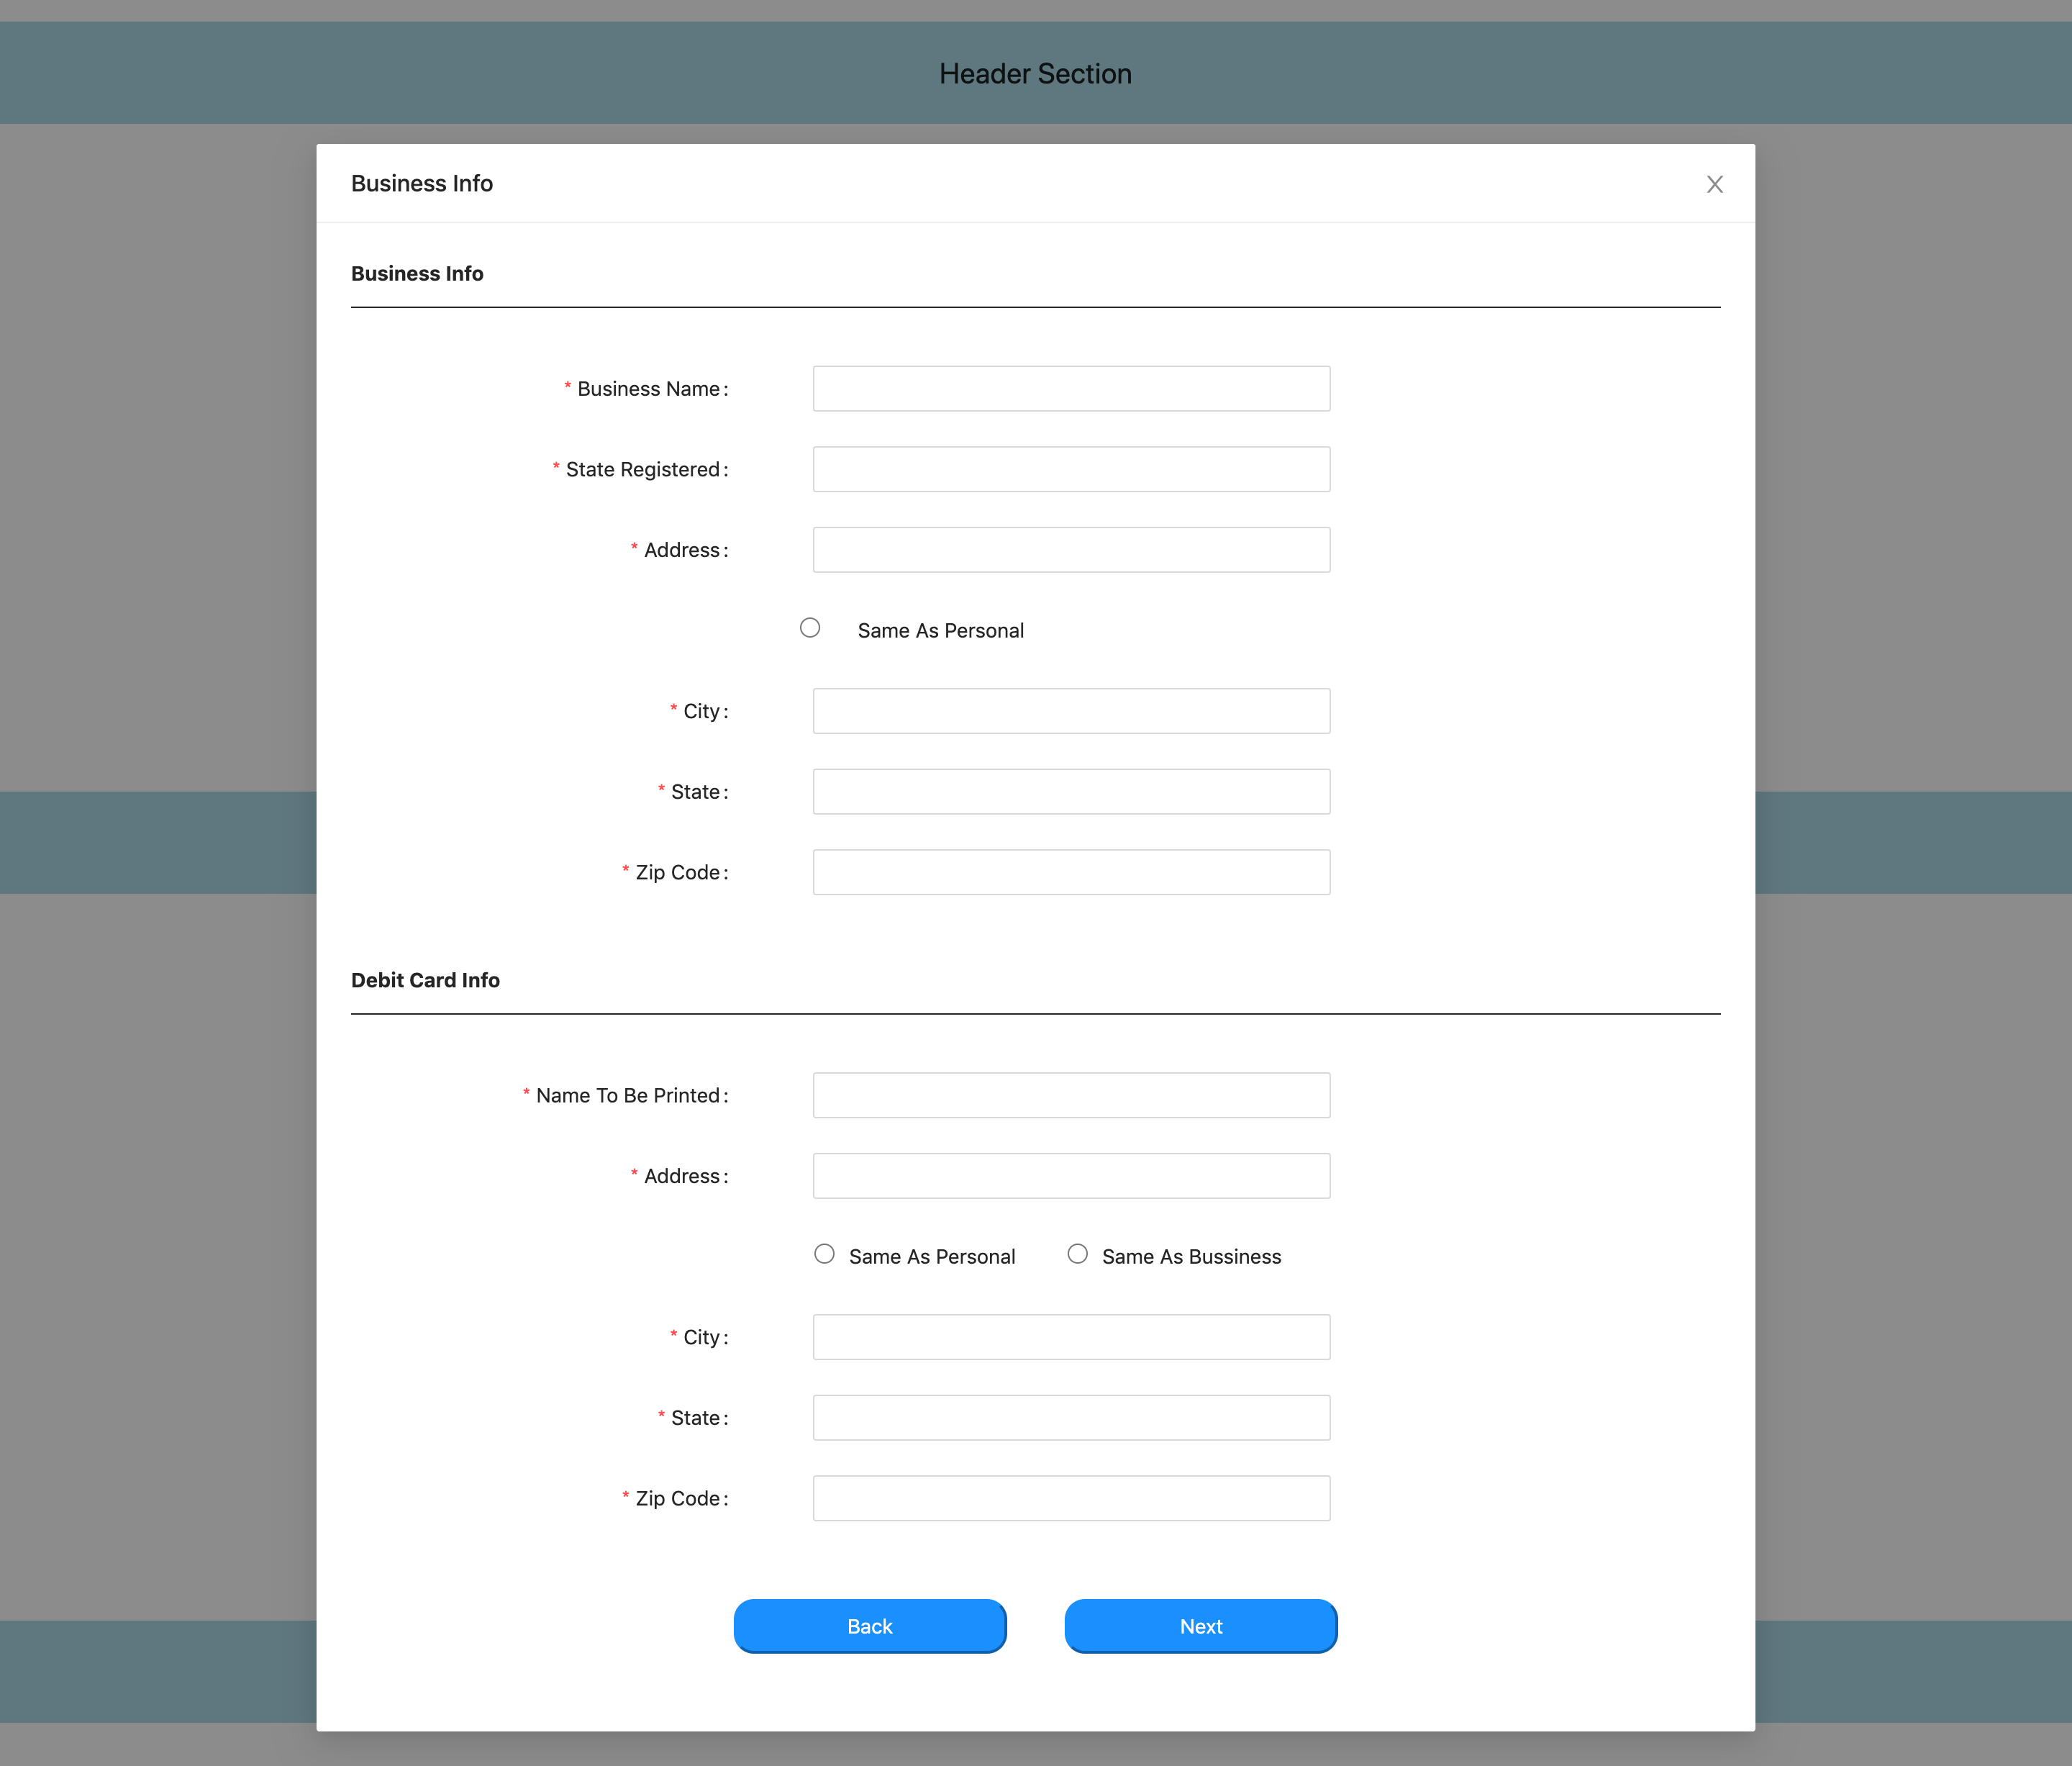 Header Section
Business Info
X
Business Info
* Business Name:
* State Registered:
* Address:
Same As Personal
* City:
* State:
* Zip Code:
Debit Card Info
* Name To Be Printed:
* Address:
Same As Personal Same As Bussiness
* City:
* State:
* Zip Code:
Back Next